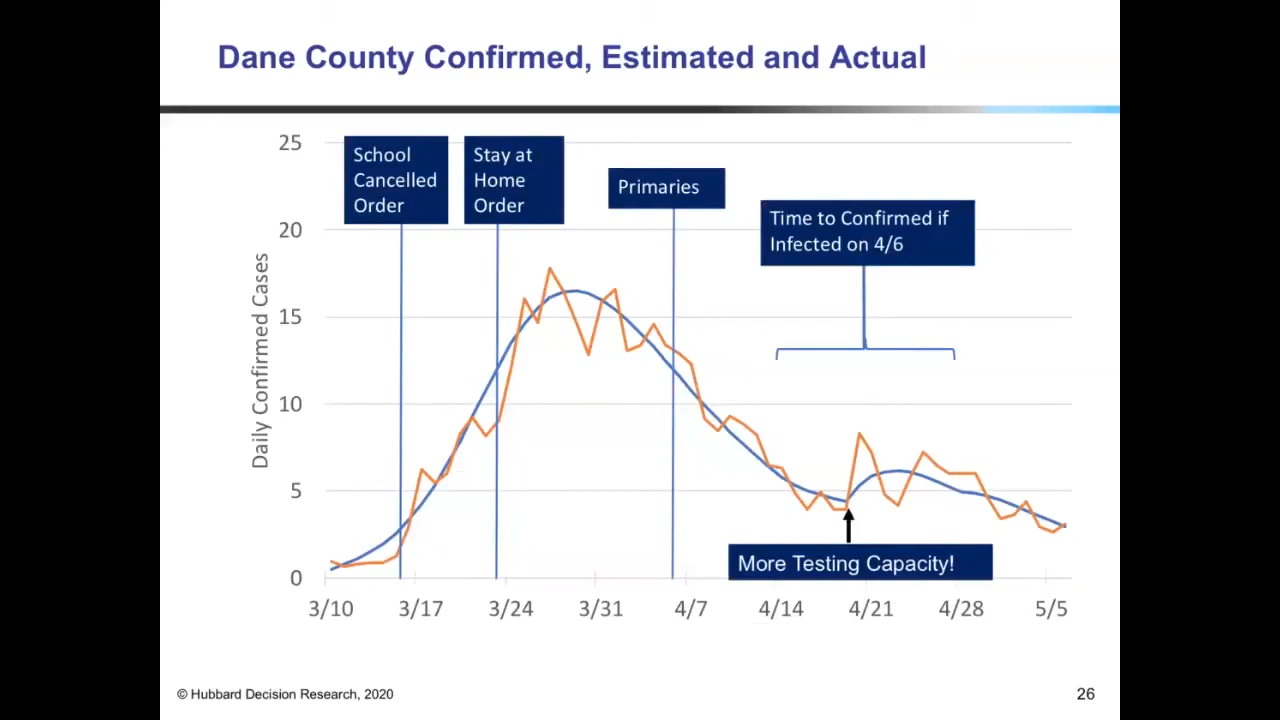 Dane County Confirmed, Estimated and Actual
25
20
15
10
5
0
Daily Confirmed Cases
School
Cancelled
Order
Stay at
Home
Order
Primaries
Time to Confirmed if
Infected on 4/6
More Testing Capacity!
3/10
3/17
3/24
3/31
4/7
4/14
4/21
4/28
5/5
© Hubbard Decision Research, 2020
26